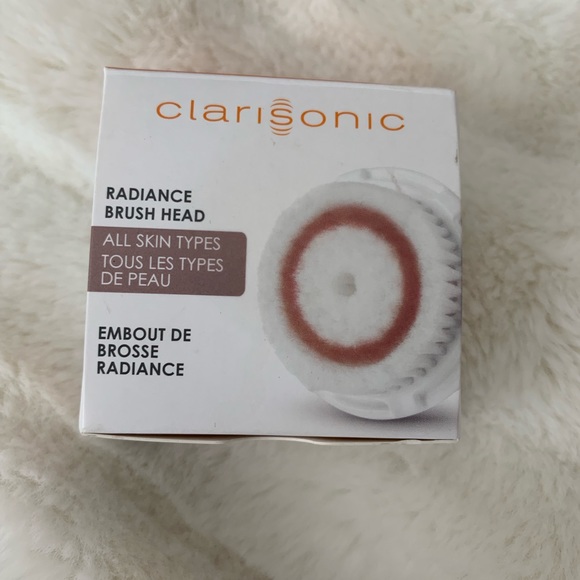 clarisonic
RADIANCE
BRUSH HEAD
ALL SKIN TYPES
TOUS LES TYPES
DE PEAU
EMBOUT DE
BROSSE
RADIANCE